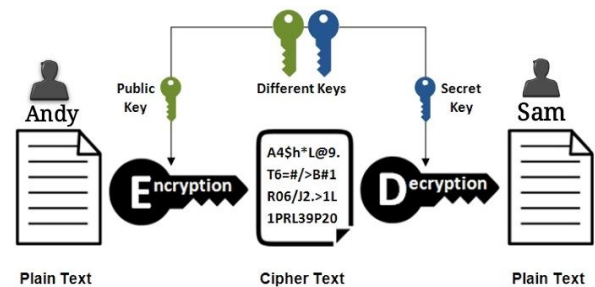 Andy
Public
Key
Different Keys
Secret
Key
Sam
Encryption
A4$h*L@9.
T6=#/>B#1
R06/J2.>1L
1PRL39P20
Decryption
Plain Text
Cipher Text
Plain Text